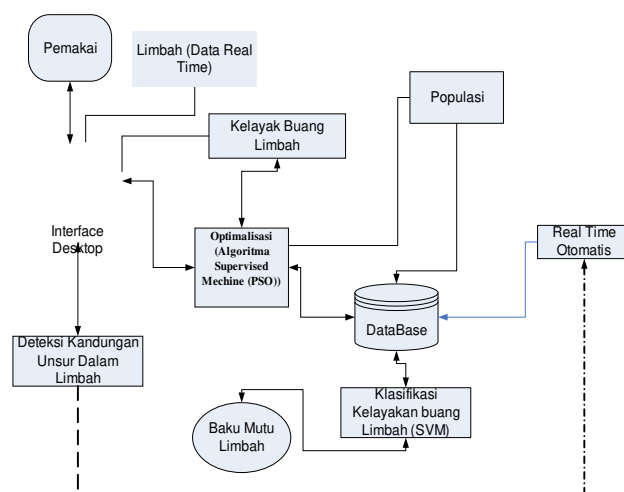 Pemakai
Limbah (Data Real
Time)
Populasi
Kelayak Buang
Limbah
Interface
Desktop
Optimalisasi
(Algoritma
Supervised
Mechine (PSO))
Real Time
Otomatis
DataBase
Deteksi Kandungan
Unsur Dalam
Limbah
Klasifikasi
Kelayakan buang
Limbah (SVM)
Baku Mutu
Limbah